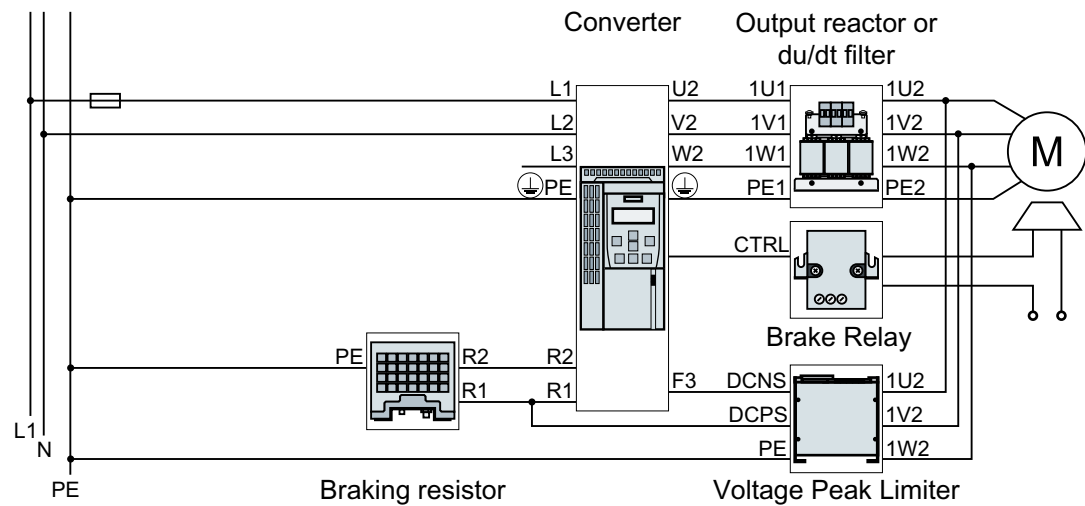 Converter
Output reactor or
du/dt filter
L1 U2 1U1 1U2
L2 V2 1V1 1V2
L3 W2 1W1 1W2
PE PE1 PE2
M
CTRL
Brake Relay
PE R2 R2
R1 R1
F3 DCNS 1U2
DCPS 1V2
PE 1W2
L1
N
PE
Braking resistor
Voltage Peak Limiter